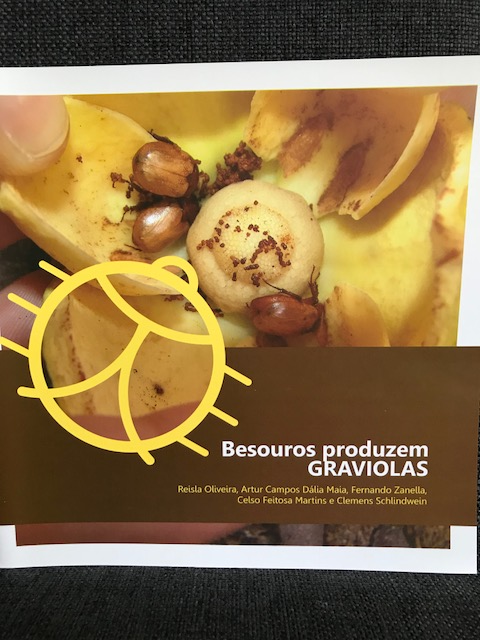 Besouros produzem
GRAVIOLAS
Reisla Oliveira, Artur Campos Dália Maia, Fernando Zanella,
Celso Feitosa Martins e Clemens Schlindwein